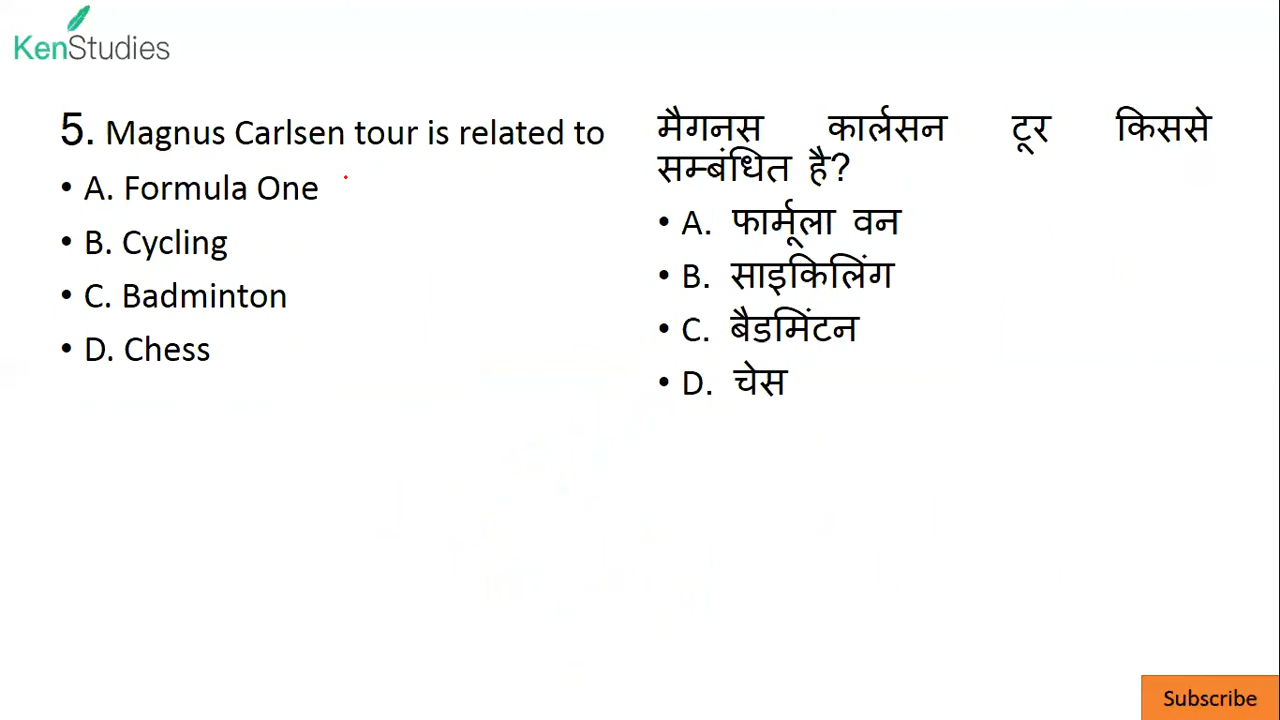 KenStudies
5. Magnus Carlsen tour is related to
• A. Formula One
• B. Cycling
• C. Badminton
• D. Chess
मैगनस कार्लसन टूर किससे
सम्बंधित है?
• A. फार्मूला वन
• B. साइकिलिंग
• C. बैडमिंटन
• D. चेस
Subscribe